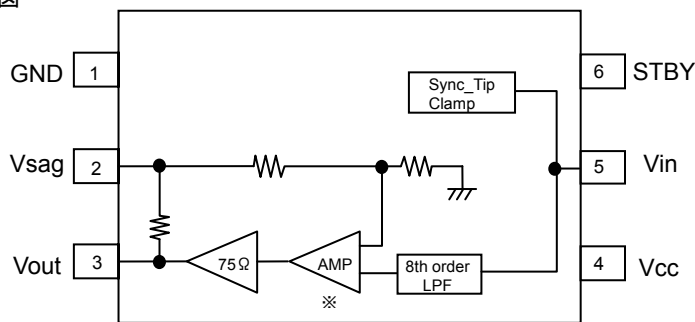 図
GND 1
Vsag 2
Vout 3
6 STBY
5 Vin
4 Vcc
Sync_Tip
Clamp
75Ω
AMP
※
8th order
LPF